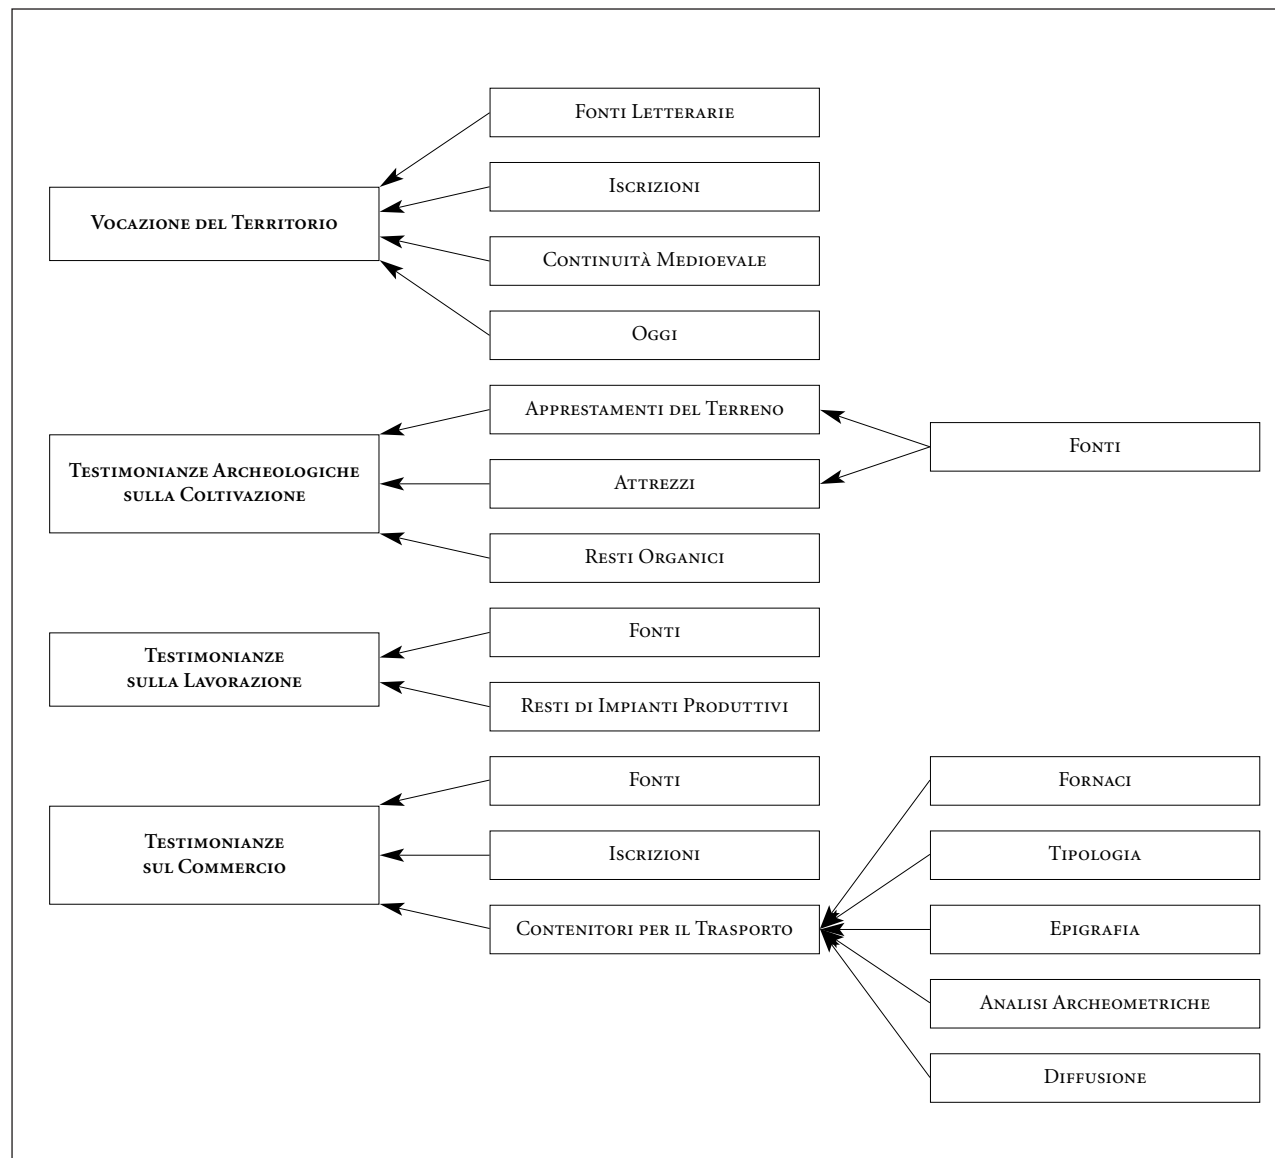 Fonti Letterarie
Iscrizioni
Vocazione del Territorio
Continuità Medioevale
Oggi
Apprestamenti del Terreno
Fonti
Testimonianze Archeologiche
sulla Coltivazione
Attrezzi
Resti Organici
Fonti
Testimonianze
sulla Lavorazione
Resti di Impianti Produttivi
Fonti
Fornaci
Testimonianze
sul Commercio
Iscrizioni
Tipologia
Contenitori per il Trasporto
Epigrafia
Analisi Archeometriche
Diffusione